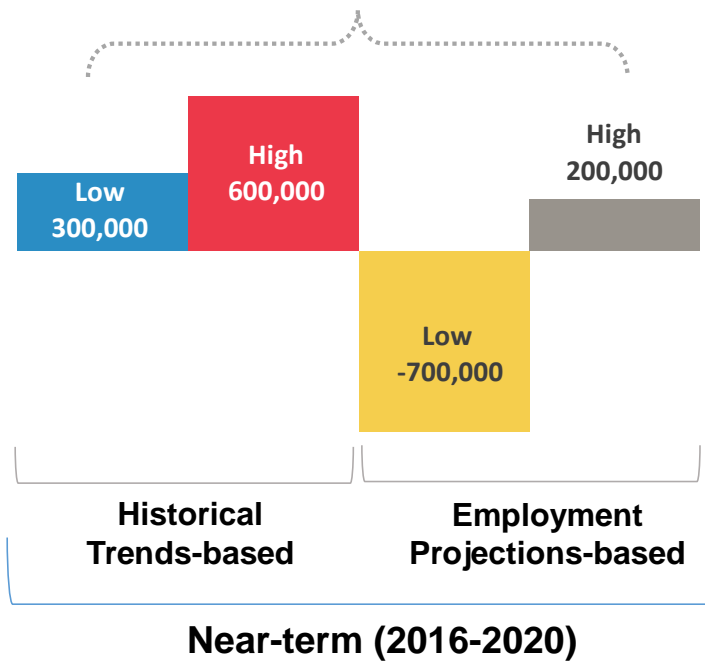 Low
300,000
High
600,000
Low
-700,000
High
200,000
Historical
Trends-based
Employment
Projections-based
Near-term (2016-2020)